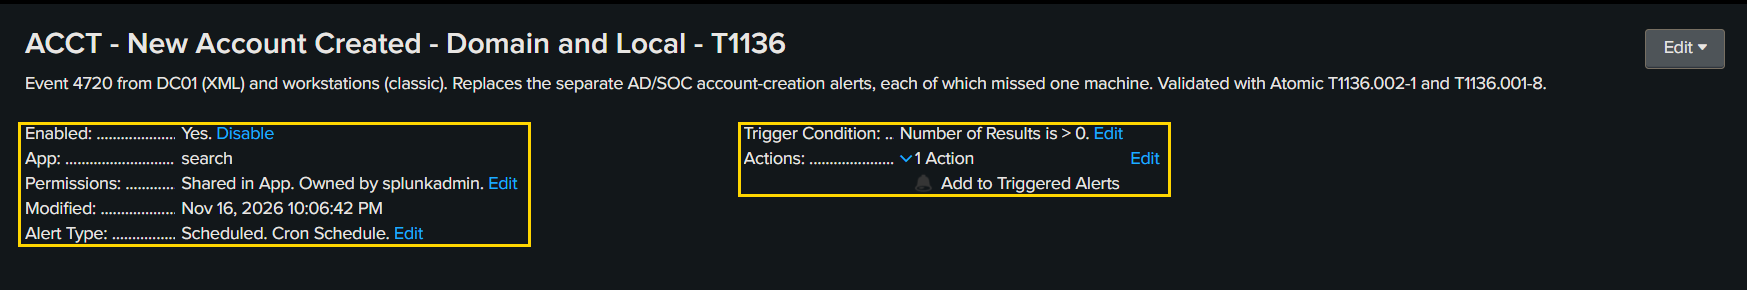 ACCT - New Account Created - Domain and Local - T1136
Edit
Event 4720 from DC01 (XML) and workstations (classic). Replaces the separate AD/SOC account-creation alerts, each of which missed one machine. Validated with Atomic T1136.002-1 and T1136.001-8.
Enabled: ................... Yes. Disable
App: .......................... search
Permissions: ............ Shared in App. Owned by splunkadmin. Edit
Modified: .................. Nov 16, 2026 10:06:42 PM
Alert Type: ................ Scheduled. Cron Schedule. Edit
Trigger Condition: .. Number of Results is > 0. Edit
Actions: ..................... 1 Action Edit
Add to Triggered Alerts